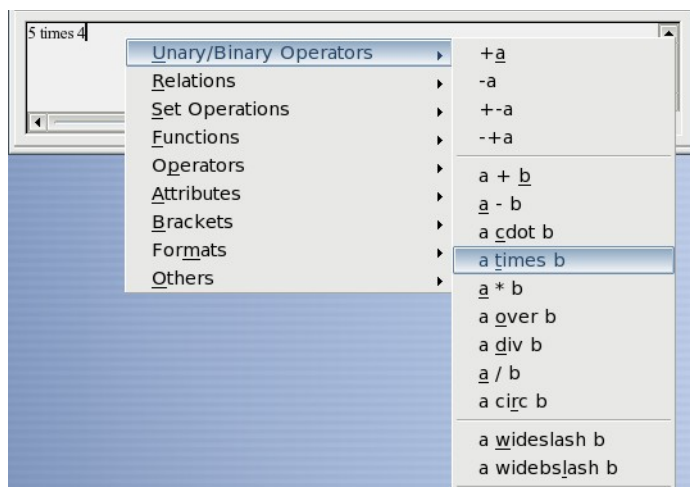 5 times 4
Unary/Binary Operators
Relations
Set Operations
Functions
Operators
Attributes
Brackets
Formats
Others
+a
-a
+-a
-+a
a + b
a - b
a cdot b
a times b
a * b
a over b
a div b
a / b
a circ b
a wideslash b
a widebslash b